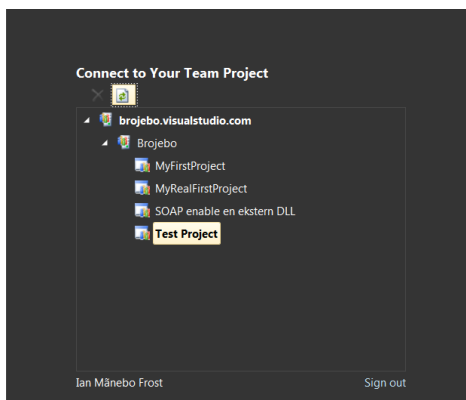 Connect to Your Team Project
brojebo.visualstudio.com
Brojebo
MyFirstProject
MyRealFirstProject
SOAP enable en ekstern DLL
Test Project
Ian Månebo Frost
Sign out